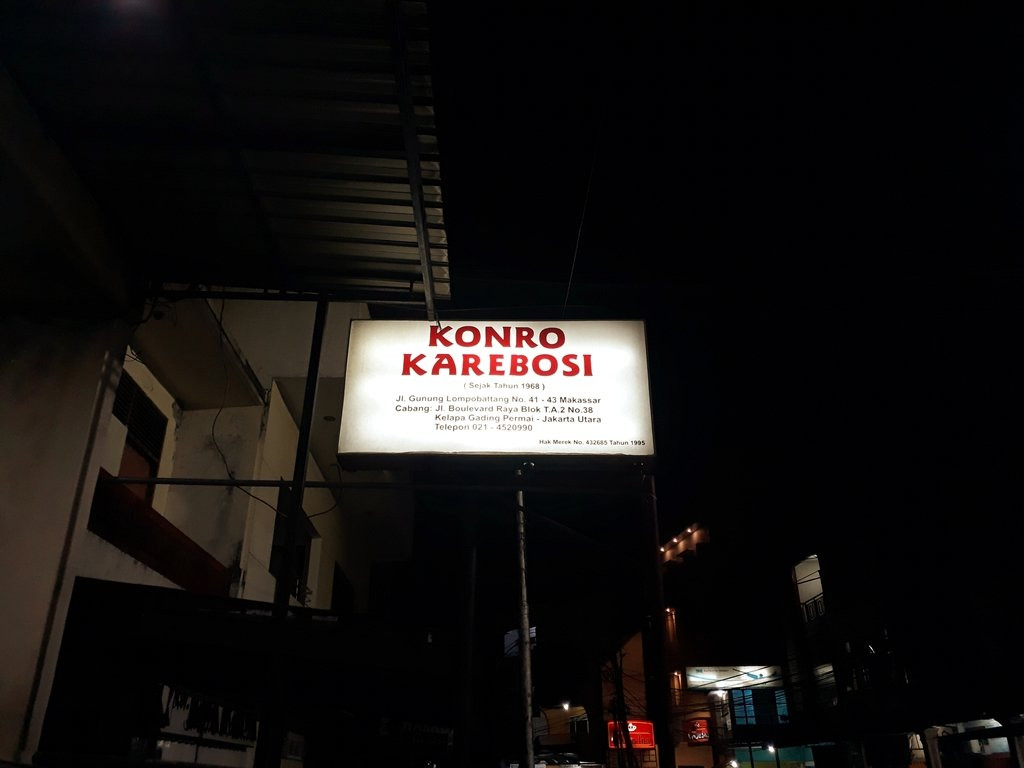 KONRO
KAREBOSI
( Sejak Tahun 1968 )
Jl. Gunung Lompobattang No. 41 - 43 Makassar
Cabang: Jl. Boulevard Raya Blok T.A.2 No.38
Kelapa Gading Permai - Jakarta Utara
Telepon 021 - 4520990
Hak Merek No. 432685 Tahun 1995